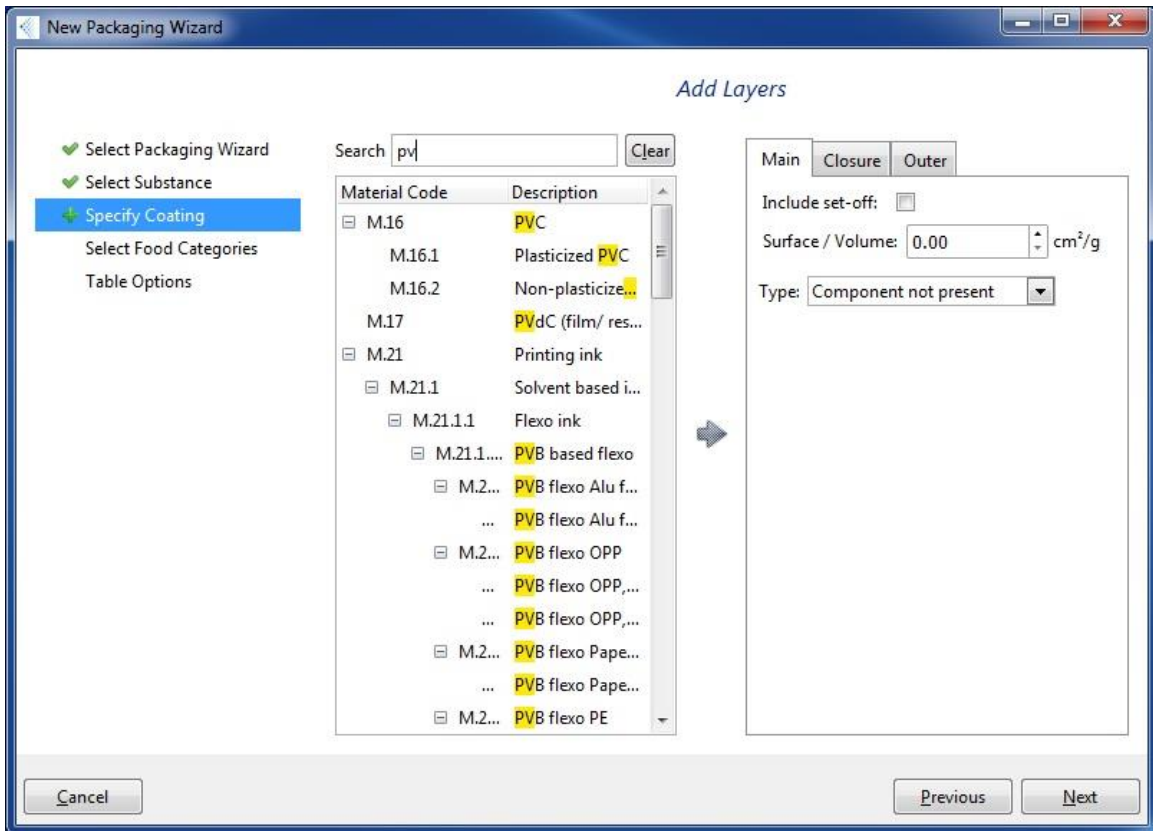 New Packaging Wizard
Add Layers
Select Packaging Wizard
Select Substance
Specify Coating
Select Food Categories
Table Options
Search pv Clear
Material Code Description
M.16 PVC
M.16.1 Plasticized PVC
M.16.2 Non-plasticize...
M.17 PVdC (film/ res...
M.21 Printing ink
M.21.1 Solvent based i...
M.21.1.1 Flexo ink
M.21.1.... PVB based flexo
M.2... PVB flexo Alu f...
... PVB flexo Alu f...
M.2... PVB flexo OPP
... PVB flexo OPP,...
... PVB flexo OPP,...
M.2... PVB flexo Pape...
... PVB flexo Pape...
M.2... PVB flexo PE
Main Closure Outer
Include set-off:
Surface / Volume: 0.00 cm²/g
Type: Component not present
Cancel Previous Next